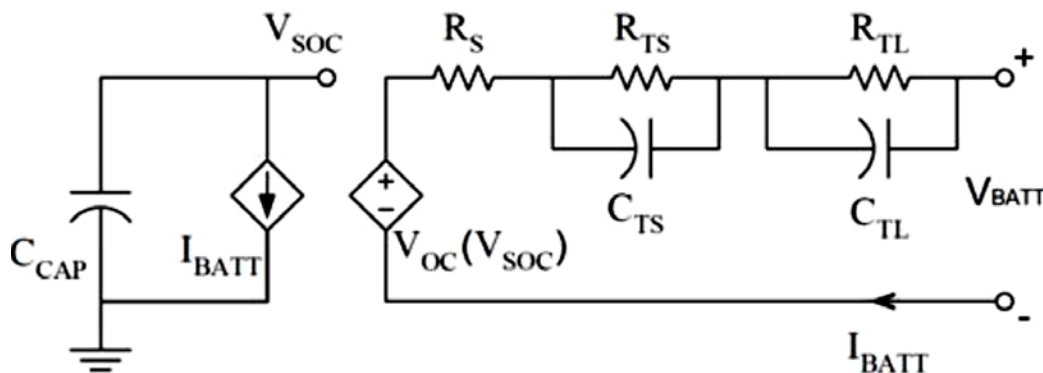 V_SOC R_S R_TS R_TL
+
+
−
C_TS C_TL
V_BATT
C_CAP I_BATT V_OC(V_SOC)
-
I_BATT